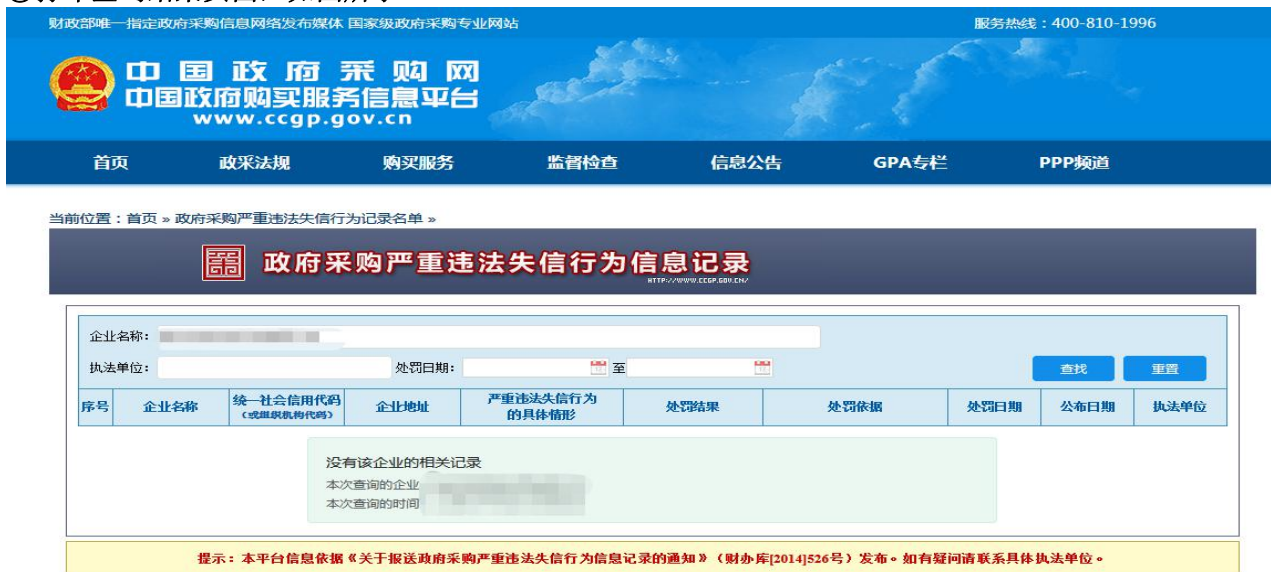 财政部唯一指定政府采购信息网络发布媒体 国家级政府采购专业网站 服务热线：400-810-1996
中国政府采购网
中国政府购买服务信息平台
www.ccgp.gov.cn
首页 政采法规 购买服务 监督检查 信息公告 GPA专栏 PPP频道
当前位置：首页 » 政府采购严重违法失信行为记录名单 »
政府采购严重违法失信行为信息记录
HTTP://WWW.CCGP.GOV.CN/
企业名称：
执法单位： 处罚日期： 至 查找 重置
序号 企业名称 统一社会信用代码（或组织机构代码） 企业地址 严重违法失信行为的具体情形 处罚结果 处罚依据 处罚日期 公布日期 执法单位
没有该企业的相关记录
本次查询的企业
本次查询的时间
提示：本平台信息依据《关于报送政府采购严重违法失信行为信息记录的通知》（财办库[2014]526号）发布。如有疑问请联系具体执法单位。